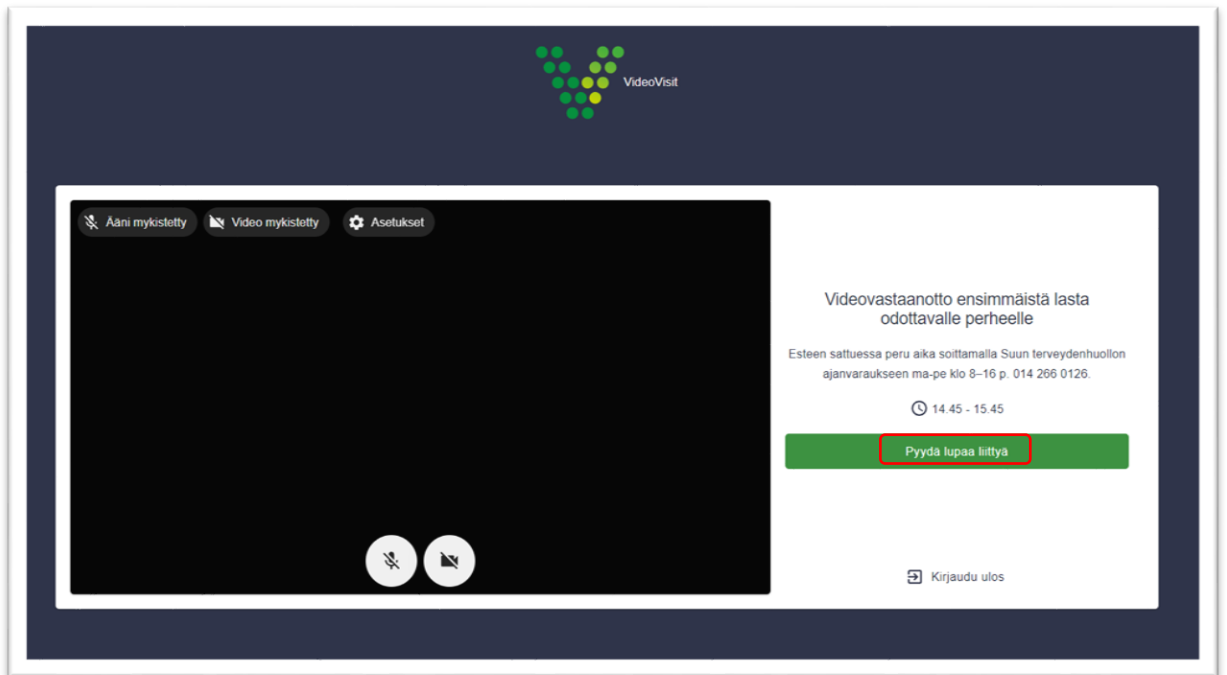 VideoVisit
Ääni mykistetty
Video mykistetty
Asetukset
Videovastaanotto ensimmäistä lasta
odottavalle perheelle
Esteen sattuessa peru aika soittamalla Suun terveydenhuollon
ajanvaraukseen ma-pe klo 8–16 p. 014 266 0126.
14.45 - 15.45
Pyydä lupaa liittyä
Kirjaudu ulos